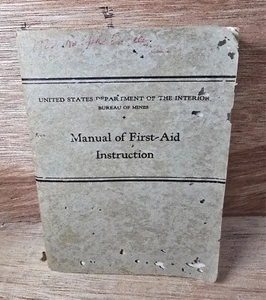 UNITED STATES DEPARTMENT OF THE INTERIOR
BUREAU OF MINES
Manual of First-Aid
Instruction